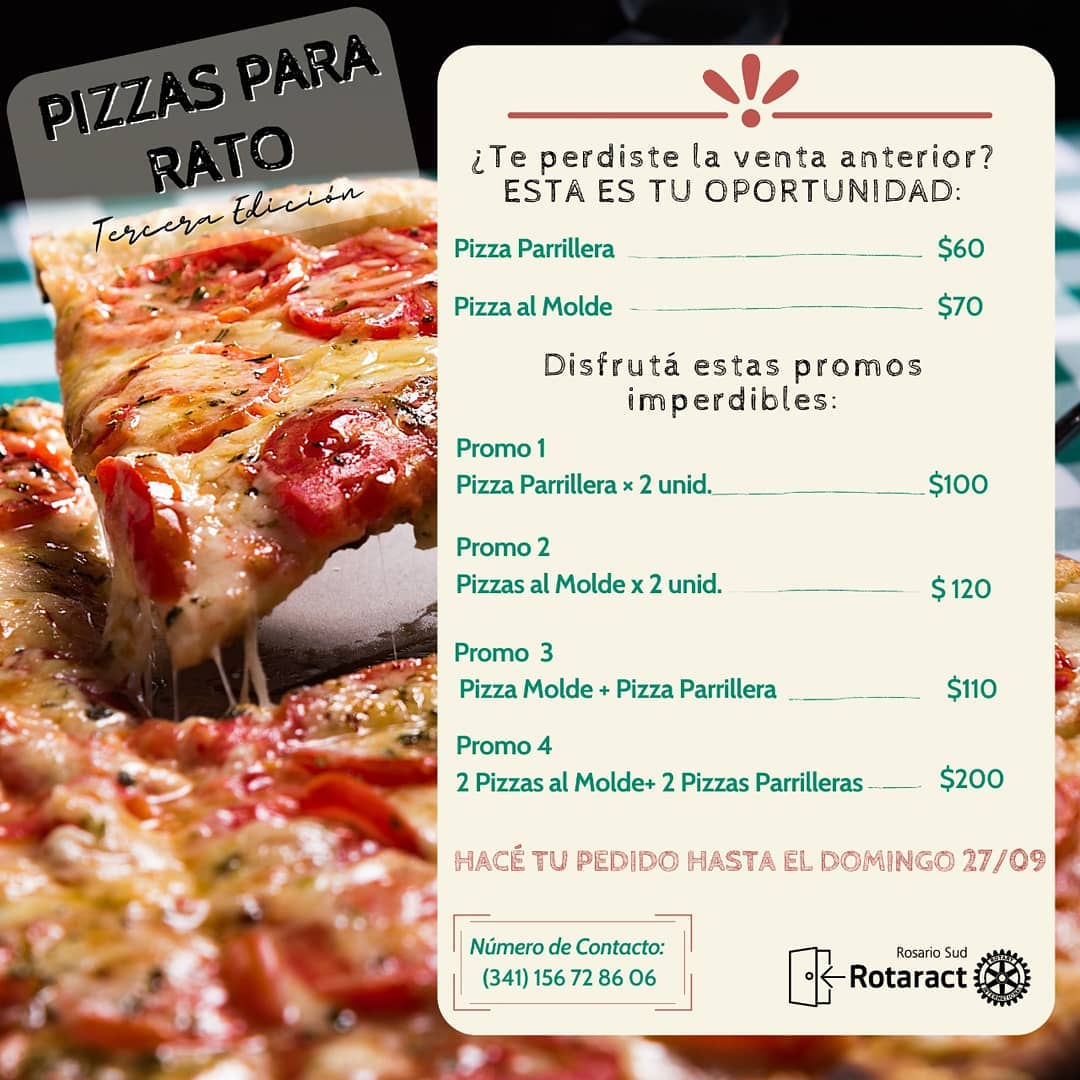 PIZZAS PARA
RATO
Tercera Edición
¿Te perdiste la venta anterior?
ESTA ES TU OPORTUNIDAD:
Pizza Parrillera $60
Pizza al Molde $70
Disfrutá estas promos
imperdibles:
Promo 1
Pizza Parrillera × 2 unid. $100
Promo 2
Pizzas al Molde x 2 unid. $ 120
Promo 3
Pizza Molde + Pizza Parrillera $110
Promo 4
2 Pizzas al Molde+ 2 Pizzas Parrilleras $200
HACÉ TU PEDIDO HASTA EL DOMINGO 27/09
Número de Contacto:
(341) 156 72 86 06
Rosario Sud
Rotaract
ROTARY
INTERNATIONAL